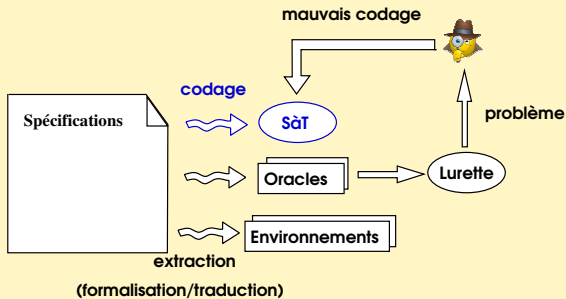 mauvais codage
codage
Spécifications
SàT
problème
Oracles
Lurette
Environnements
extraction
(formalisation/traduction)